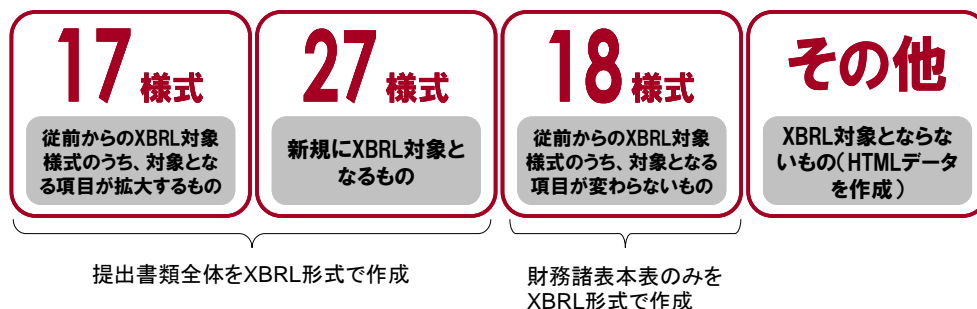 17 様式
従前からのXBRL対象
様式のうち、対象とな
る項目が拡大するもの
27 様式
新規にXBRL対象と
なるもの
18 様式
従前からのXBRL対象
様式のうち、対象となる
項目が変わらないもの
その他
XBRL対象とならな
いもの(HTMLデータ
を作成)
提出書類全体をXBRL形式で作成
財務諸表本表のみを
XBRL形式で作成